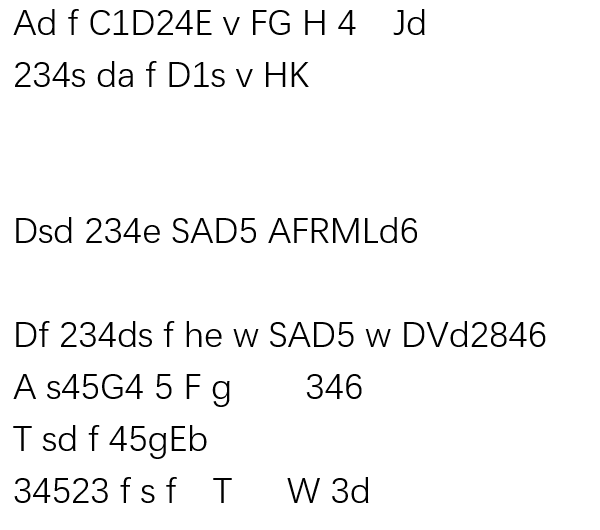 Ad f C1D24E v FG H 4    Jd
234s da f D1s v HK
Dsd 234e SAD5 AFRMLd6
Df 234ds f he w SAD5 w DVd2846
A s45G4 5 F g        346
T sd f 45gEb
34523 f s f    T      W 3d